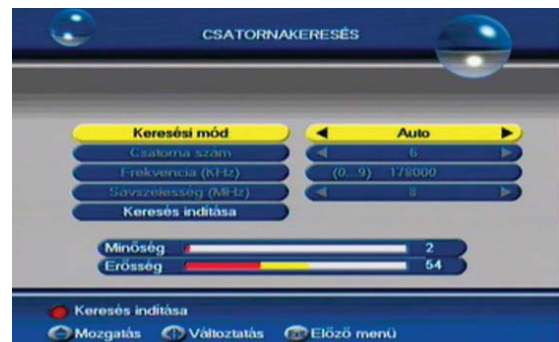 CSATORNAKERESÉS
Keresési mód Auto
Csatorna szám 6
Frekvencia (KHz) (0...9) 178000
Sávszélesség (MHz) 8
Keresés indítása
Minőség 2
Erősség 54
Keresés indítása
Mozgatás Változtatás Előző menü